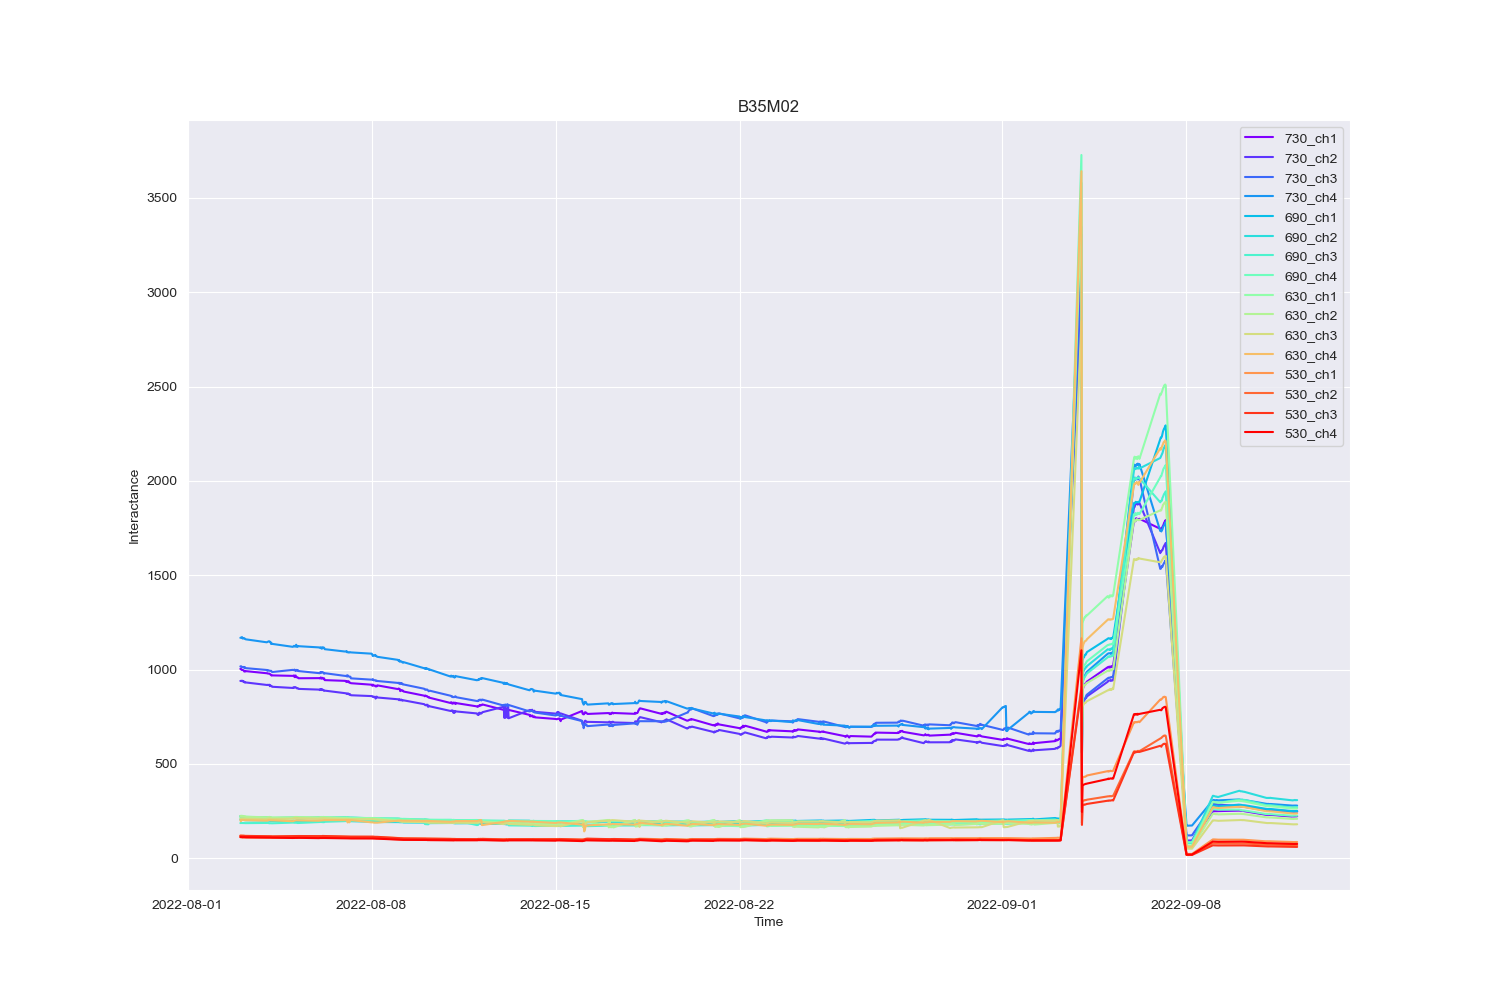 B35M02
730_ch1
730_ch2
730_ch3
730_ch4
690_ch1
690_ch2
690_ch3
690_ch4
630_ch1
630_ch2
630_ch3
630_ch4
530_ch1
530_ch2
530_ch3
530_ch4
3500
3000
2500
2000
1500
1000
500
0
Interactance
2022-08-01
2022-08-08
2022-08-15
2022-08-22
2022-09-01
2022-09-08
Time